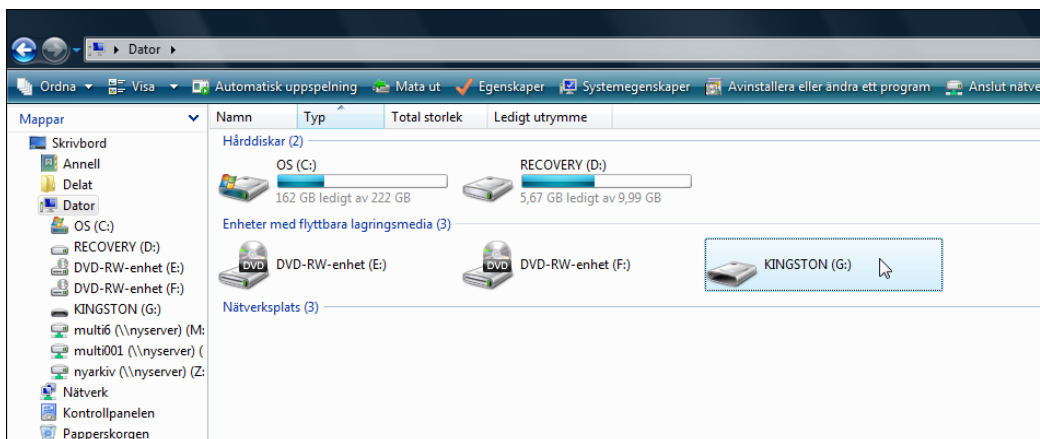 Dator
Ordna Visa Automatisk uppspelning Mata ut Egenskaper Systemegenskaper Avinstallera eller ändra ett program Anslut nätve
Mappar
Namn Typ Total storlek Ledigt utrymme
Skrivbord
Annell
Delat
Dator
OS (C:)
RECOVERY (D:)
DVD-RW-enhet (E:)
DVD-RW-enhet (F:)
KINGSTON (G:)
multi6 (\\nyserver) (M:
multi001 (\\nyserver) (
nyarkiv (\\nyserver) (Z:
Nätverk
Kontrollpanelen
Papperskorgen
Hårddiskar (2)
OS (C:)
162 GB ledigt av 222 GB
RECOVERY (D:)
5,67 GB ledigt av 9,99 GB
Enheter med flyttbara lagringsmedia (3)
DVD DVD-RW-enhet (E:)
DVD DVD-RW-enhet (F:)
KINGSTON (G:)
Nätverksplats (3)